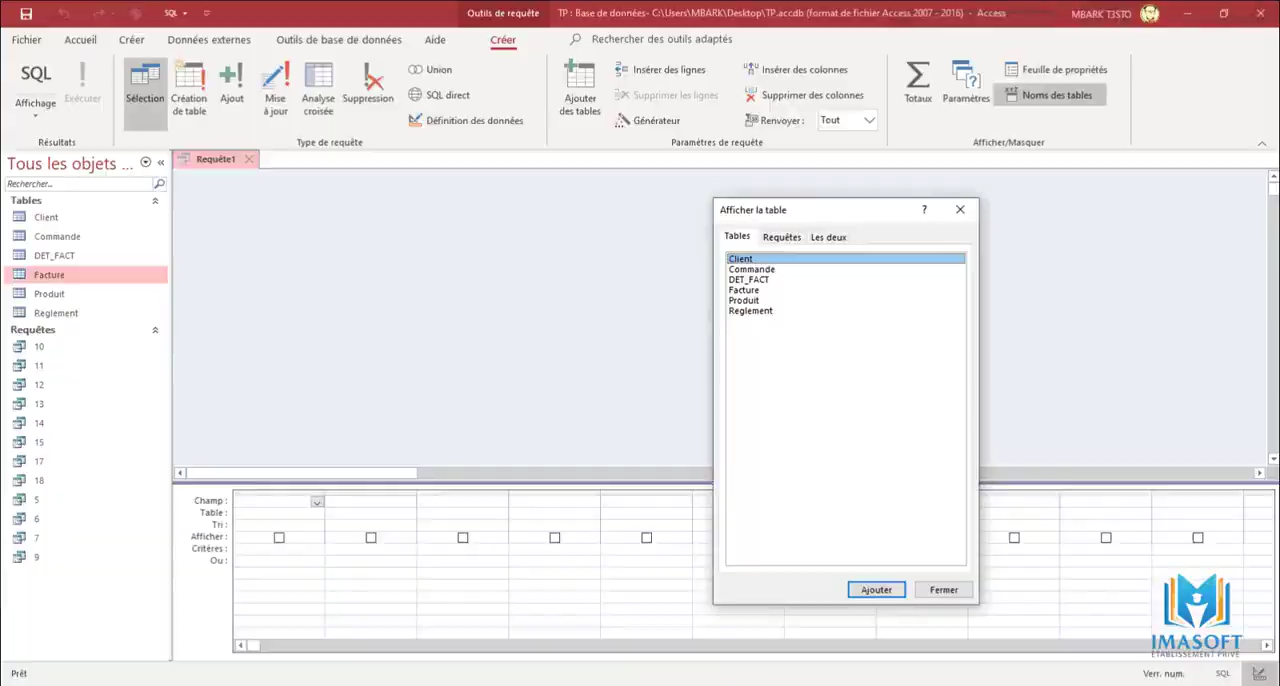 SQL
Outils de requête
TP : Base de données- C:\Users\MBARK\Desktop\TP.accdb (format de fichier Access 2007 - 2016) - Access
MBARK T3STO
Fichier
Accueil
Créer
Données externes
Outils de base de données
Aide
Créer
Rechercher des outils adaptés
SQL
Affichage
Exécuter
Résultats
Sélection
Création de table
Ajout
Mise à jour
Analyse croisée
Suppression
Union
SQL direct
Définition des données
Type de requête
Ajouter des tables
Insérer des lignes
Supprimer les lignes
Générateur
Insérer des colonnes
Supprimer des colonnes
Renvoyer :
Tout
Paramètres de requête
Totaux
Paramètres
Feuille de propriétés
Noms des tables
Afficher/Masquer
Tous les objets ...
Rechercher...
Tables
Client
Commande
DET_FACT
Facture
Produit
Reglement
Requêtes
10
11
12
13
14
15
17
18
5
6
7
9
Requête1
Afficher la table
?
Tables
Requêtes
Les deux
Client
Commande
DET_FACT
Facture
Produit
Reglement
Ajouter
Fermer
Champ :
Table :
Tri :
Afficher :
Critères :
Ou :
IMASOFT
ETABLISSEMENT PRIVE
Prêt
Verr. num.
SQL